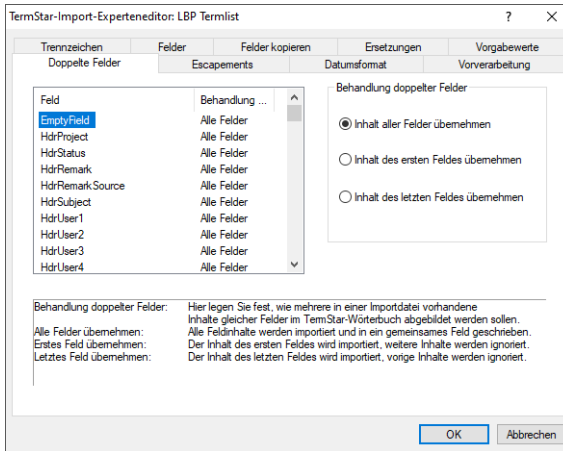 TermStar-Import-Experteneditor: LBP Termlist
Trennzeichen Felder Felder kopieren Ersetzungen Vorgabewerte
Doppelte Felder Escapements Datumsformat Vorverarbeitung
Feld Behandlung ...
EmptyField Alle Felder
HdrProject Alle Felder
HdrStatus Alle Felder
HdrRemark Alle Felder
HdrRemarkSource Alle Felder
HdrSubject Alle Felder
HdrUser1 Alle Felder
HdrUser2 Alle Felder
HdrUser3 Alle Felder
HdrUser4 Alle Felder
Behandlung doppelter Felder
Inhalt aller Felder übernehmen
Inhalt des ersten Feldes übernehmen
Inhalt des letzten Feldes übernehmen
Behandlung doppelter Felder: Hier legen Sie fest, wie mehrere in einer Importdatei vorhandene
Inhalte gleicher Felder im TermStar-Wörterbuch abgebildet werden sollen.
Alle Felder übernehmen: Alle Feldinhalte werden importiert und in ein gemeinsames Feld geschrieben.
Erstes Feld übernehmen: Der Inhalt des ersten Feldes wird importiert, weitere Inhalte werden ignoriert.
Letztes Feld übernehmen: Der Inhalt des letzten Feldes wird importiert, vorige Inhalte werden ignoriert.
OK Abbrechen